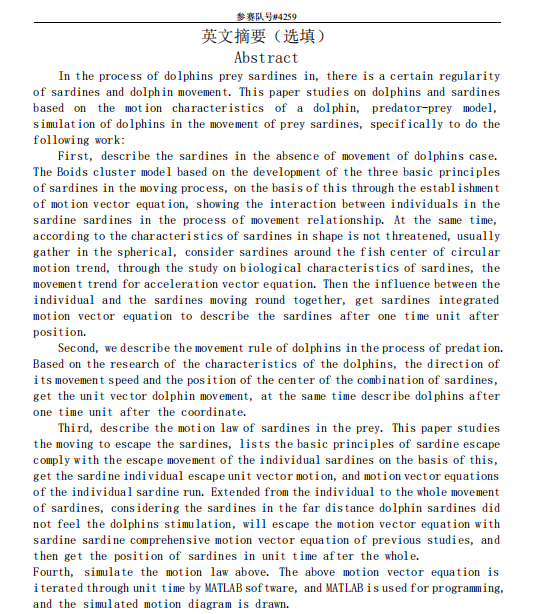 参赛队号#4259
英文摘要（选填）
Abstract
In the process of dolphins prey sardines in, there is a certain regularity
of sardines and dolphin movement. This paper studies on dolphins and sardines
based on the motion characteristics of a dolphin, predator-prey model,
simulation of dolphins in the movement of prey sardines, specifically to do the
following work:
First, describe the sardines in the absence of movement of dolphins case.
The Boids cluster model based on the development of the three basic principles
of sardines in the moving process, on the basis of this through the establishment
of motion vector equation, showing the interaction between individuals in the
sardine sardines in the process of movement relationship. At the same time,
according to the characteristics of sardines in shape is not threatened, usually
gather in the spherical, consider sardines around the fish center of circular
motion trend, through the study on biological characteristics of sardines, the
movement trend for acceleration vector equation. Then the influence between the
individual and the sardines moving round together, get sardines integrated
motion vector equation to describe the sardines after one time unit after
position.
Second, we describe the movement rule of dolphins in the process of predation.
Based on the research of the characteristics of the dolphins, the direction of
its movement speed and the position of the center of the combination of sardines,
get the unit vector dolphin movement, at the same time describe dolphins after
one time unit after the coordinate.
Third, describe the motion law of sardines in the prey. This paper studies
the moving to escape the sardines, lists the basic principles of sardine escape
comply with the escape movement of the individual sardines on the basis of this,
get the sardine individual escape unit vector motion, and motion vector equations
of the individual sardine run. Extended from the individual to the whole movement
of sardines, considering the sardines in the far distance dolphin sardines did
not feel the dolphins stimulation, will escape the motion vector equation with
sardine sardine comprehensive motion vector equation of previous studies, and
then get the position of sardines in unit time after the whole.
Fourth, simulate the motion law above. The above motion vector equation is
iterated through unit time by MATLAB software, and MATLAB is used for programming,
and the simulated motion diagram is drawn.